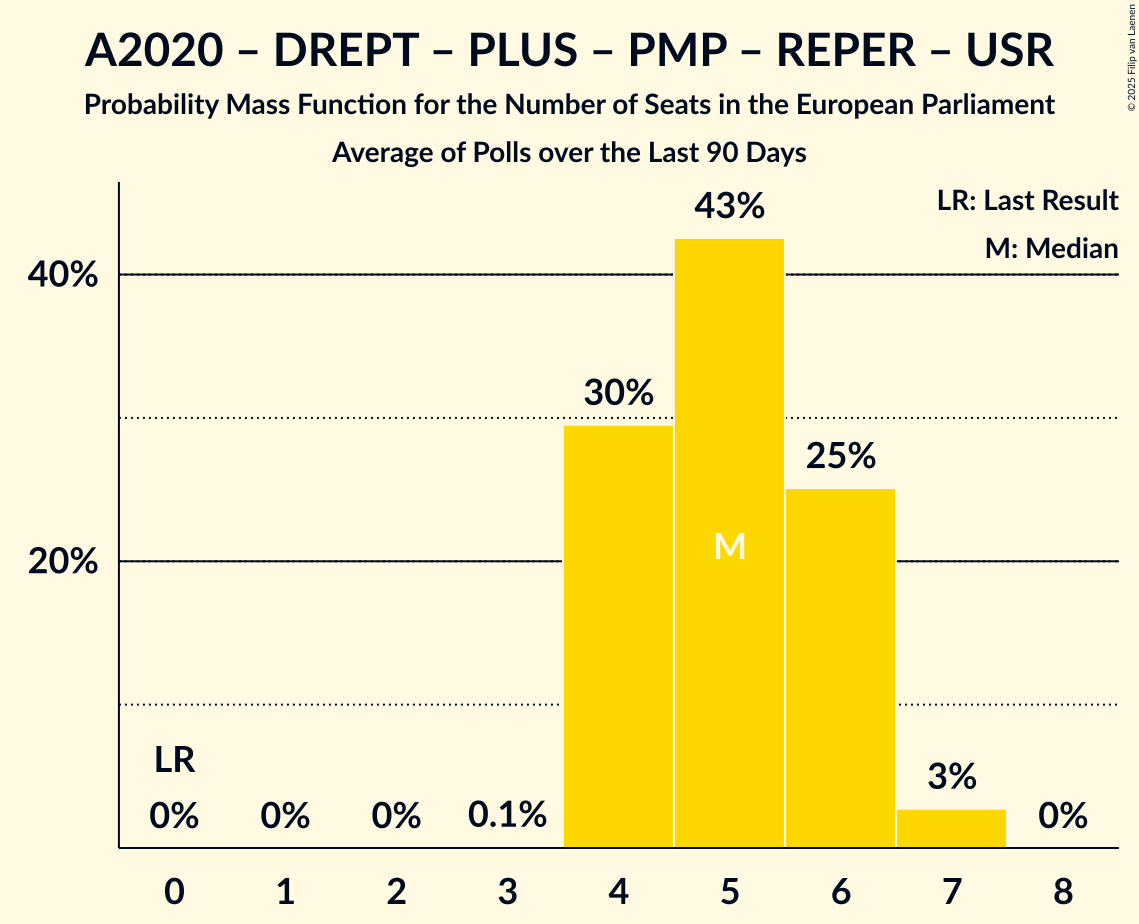 A2020 – DREPT – PLUS – PMP – REPER – USR
Probability Mass Function for the Number of Seats in the European Parliament
Average of Polls over the Last 90 Days
© 2025 Filip van Laenen
LR: Last Result
M: Median
43%
40%
30%
25%
M
20%
LR
3%
0%
0%
0%
0.1%
0%
0
1
2
3
4
5
6
7
8